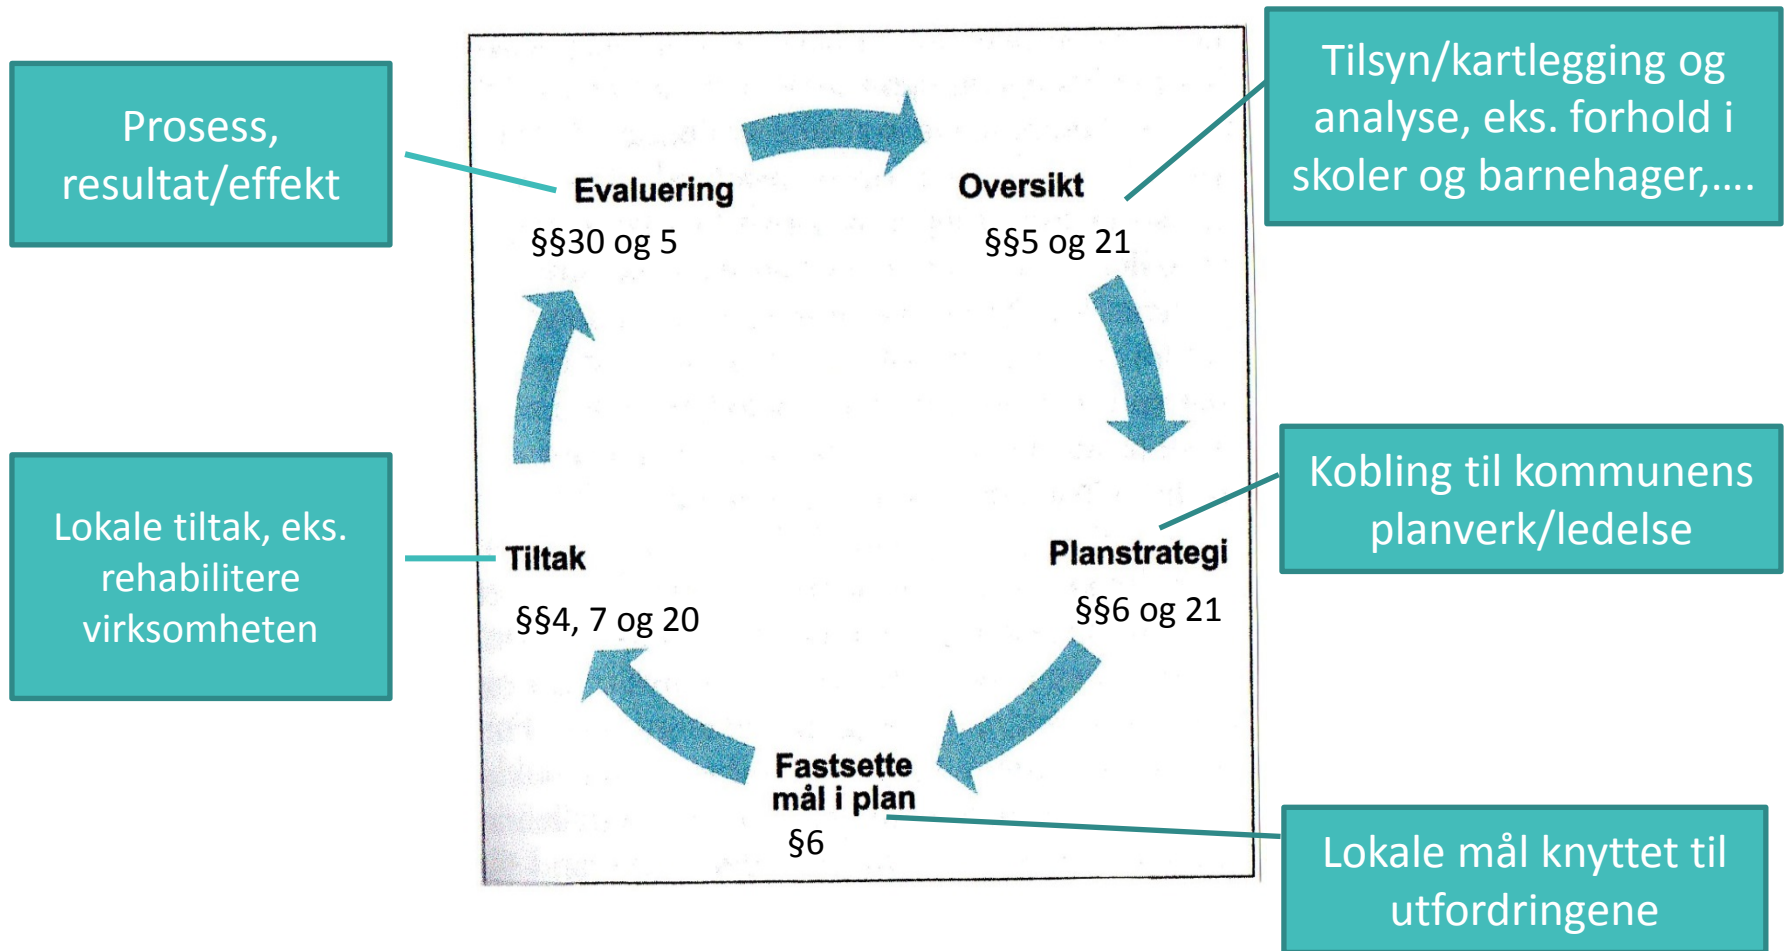 Prosess,
resultat/effekt
Evaluering
§§30 og 5
Oversikt
§§5 og 21
Tilsyn/kartlegging og
analyse, eks. forhold i
skoler og barnehager,….
Lokale tiltak, eks.
rehabilitere
virksomheten
Tiltak
§§4, 7 og 20
Planstrategi
§§6 og 21
Kobling til kommunens
planverk/ledelse
Fastsette
mål i plan
§6
Lokale mål knyttet til
utfordringene